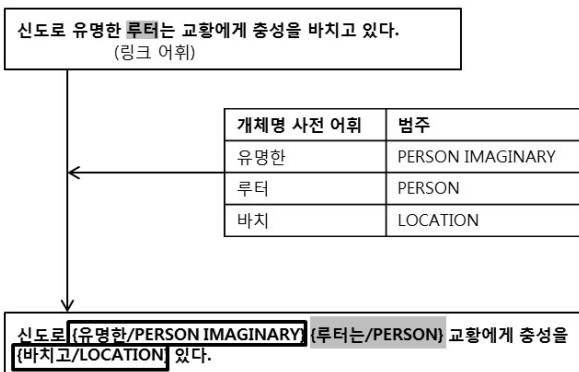 신도로 유명한 루터는 교황에게 충성을 바치고 있다.
(링크 어휘)
개체명 사전 어휘 범주
유명한 PERSON IMAGINARY
루터 PERSON
바치 LOCATION
신도로 {유명한/PERSON IMAGINARY} {루터는/PERSON} 교황에게 충성을
{바치고/LOCATION} 있다.